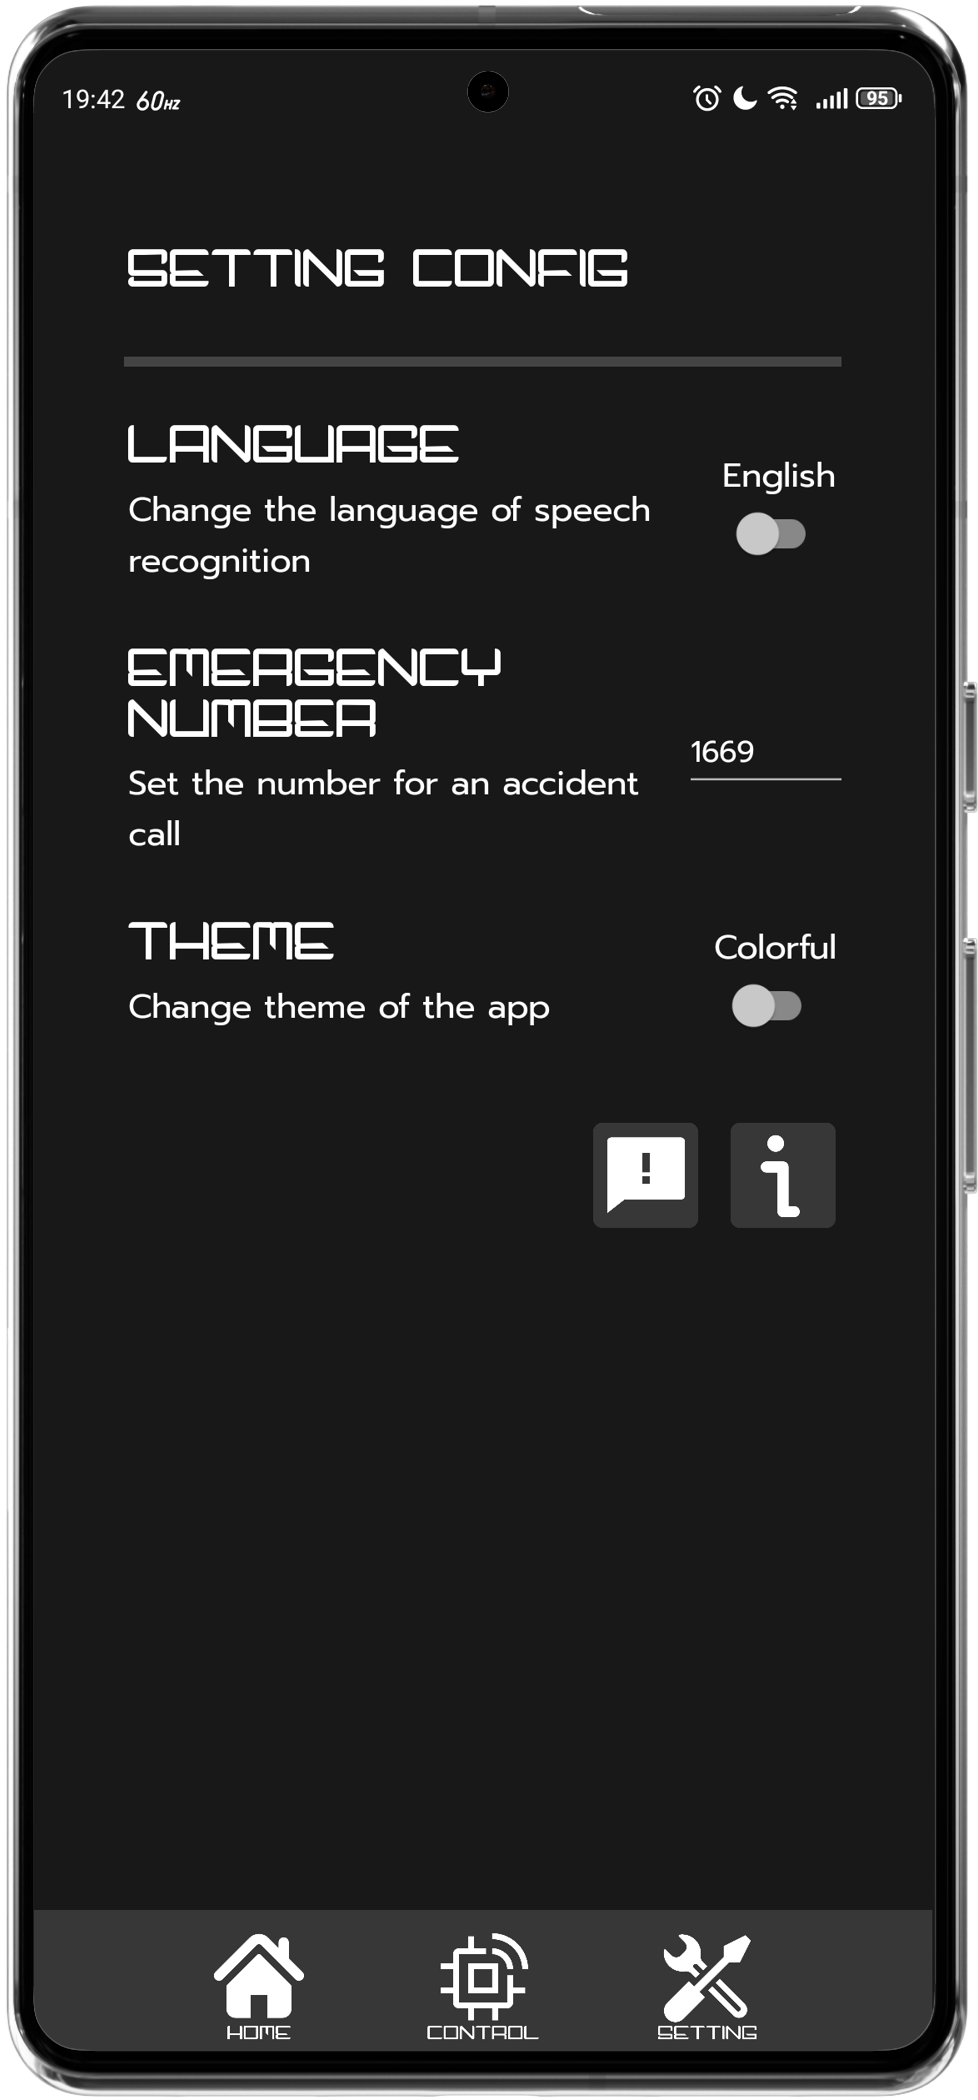 19:42 60HZ 95
SETTING CONFIG
LANGUAGE
English
Change the language of speech
recognition
EMERGENCY
NUMBER
1669
Set the number for an accident
call
THEME
Colorful
Change theme of the app
HOME CONTROL SETTING